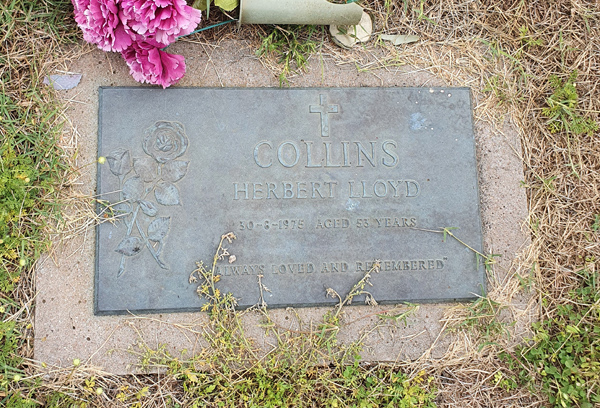 COLLINS
HERBERT LLOYD
30-8-1975 AGED 53 YEARS
"ALWAYS LOVED AND REMEMBERED"